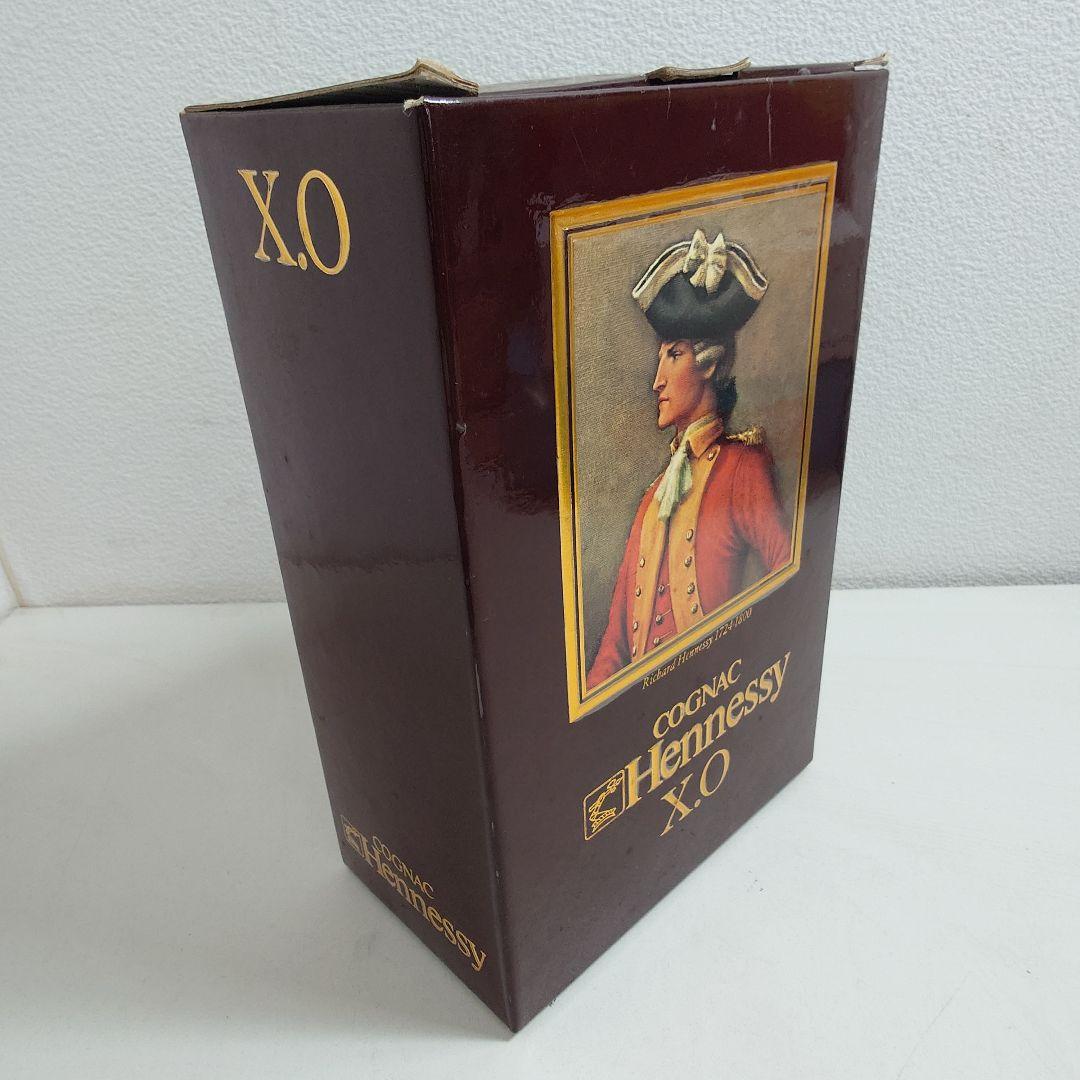 X.O
COGNAC
Hennessy
Richard Hennessy 1724-1800
COGNAC
Hennessy
X.O